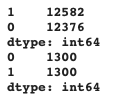 1    12582
0    12376
dtype: int64
0    1300
1    1300
dtype: int64